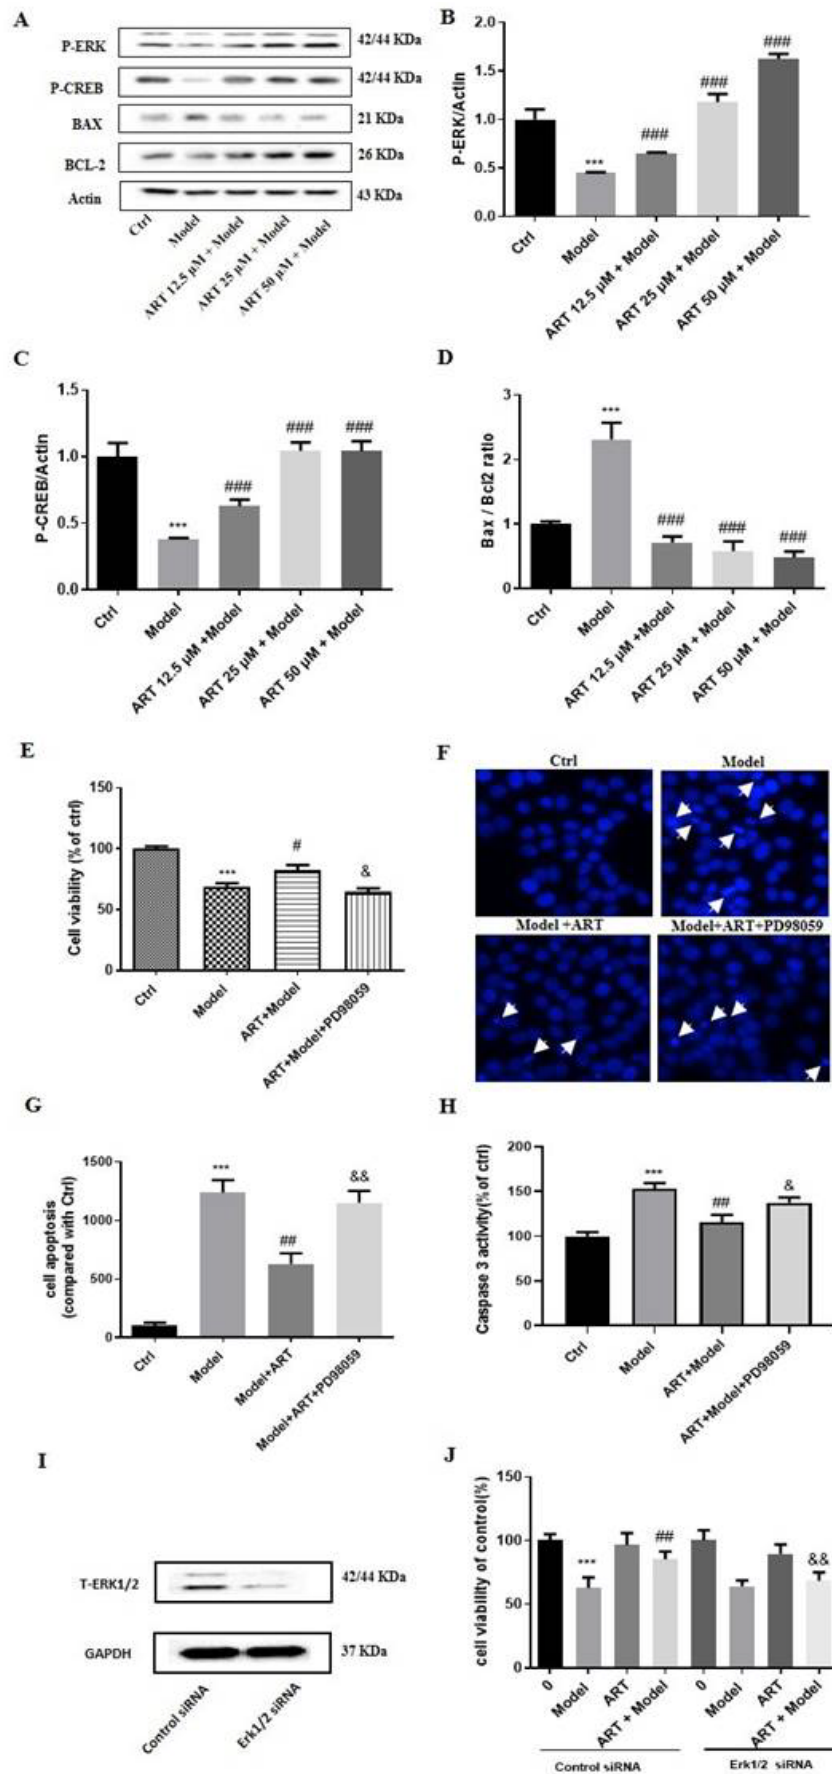 A
P-ERK
42/44 KDa
P-CREB
42/44 KDa
BAX
21 KDa
BCL-2
26 KDa
Actin
43 KDa
Ctrl
Model
ART 12.5 µM + Model
ART 25 µM + Model
ART 50 µM + Model
B
P-ERK/Actin
2.0
1.5
1.0
0.5
0.0
***
###
###
###
Ctrl
Model
ART 12.5 µM + Model
ART 25 µM + Model
ART 50 µM + Model
C
P-CREB/Actin
1.5
1.0
0.5
0.0
***
###
###
###
Ctrl
Model
ART 12.5 µM +Model
ART 25 µM + Model
ART 50 µM + Model
D
Bax / Bcl2 ratio
3
2
1
0
***
###
###
###
Ctrl
Model
ART 12.5 µM + Model
ART 25 µM + Model
ART 50 µM + Model
E
Cell viability (% of ctrl)
150
100
50
0
***
#
&
Ctrl
Model
ART+Model
ART+Model+PD98059
F
Ctrl
Model
Model +ART
Model+ART+PD98059
G
cell apoptosis
(compared with Ctrl)
1500
1000
500
0
***
##
&&
Ctrl
Model
Model+ART
Model+ART+PD98059
H
Caspase 3 activity(% of ctrl)
200
150
100
50
0
***
##
&
Ctrl
Model
ART+Model
ART+Model+PD98059
I
T-ERK1/2
42/44 KDa
GAPDH
37 KDa
Control siRNA
Erk1/2 siRNA
J
cell viability of control(%)
150
100
50
0
***
##
&&
0
Model
ART
ART + Model
0
Model
ART
ART + Model
Control siRNA
Erk1/2 siRNA